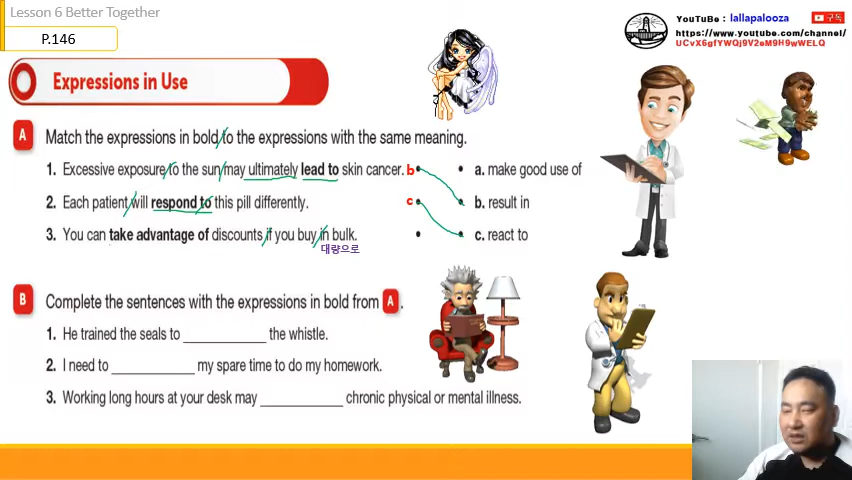 Lesson 6 Better Together
P.146
YouTuBe : lallapalooza
구독
https://www.youtube.com/channel/
UCvX6gfYWQj9V2eM9H9wWELQ
Expressions in Use
A Match the expressions in bold to the expressions with the same meaning.
1. Excessive exposure to the sun may ultimately lead to skin cancer. b
a. make good use of
2. Each patient will respond to this pill differently. c
b. result in
3. You can take advantage of discounts if you buy in bulk.
c. react to
대량으로
B Complete the sentences with the expressions in bold from A.
1. He trained the seals to ____________ the whistle.
2. I need to ____________ my spare time to do my homework.
3. Working long hours at your desk may ____________ chronic physical or mental illness.